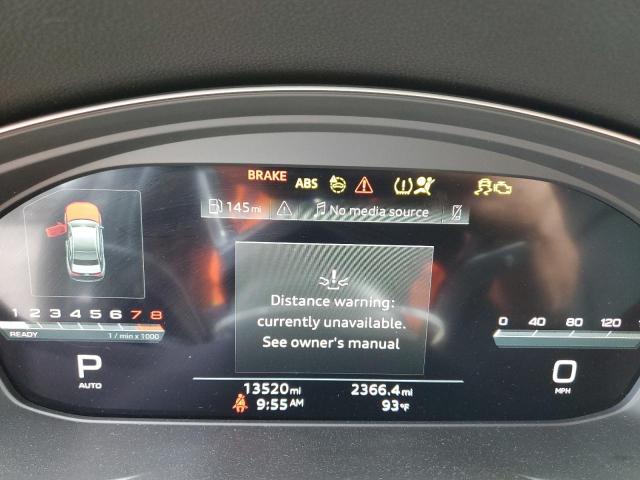 BRAKE
ABS
145mi
No media source
Distance warning:
currently unavailable.
See owner's manual
1 2 3 4 5 6 7 8
READY 1 / min x 1000
0 40 80 120
P
AUTO
0
MPH
13520mi 2366.4mi
9:55AM 93°F